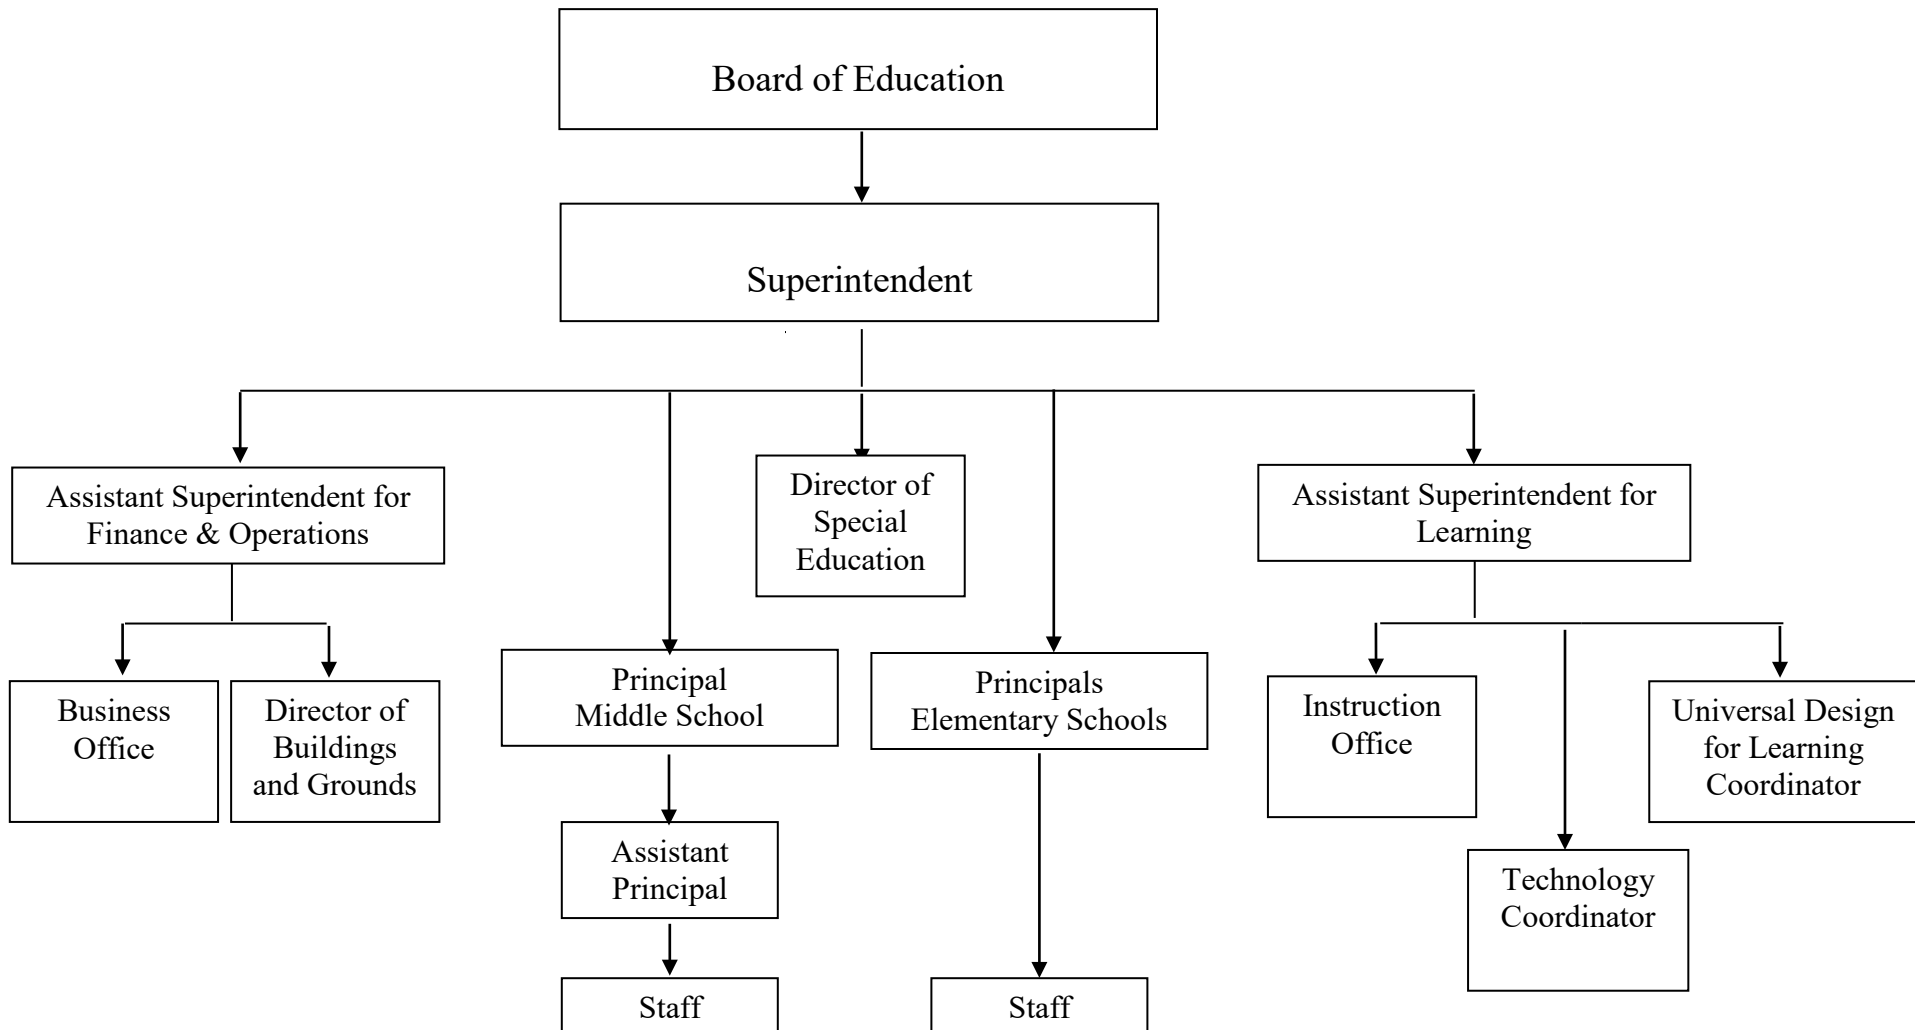 Board of Education
Superintendent
Assistant Superintendent for
Finance & Operations
Director of
Special
Education
Assistant Superintendent for
Learning
Business
Office
Director of
Buildings
and Grounds
Principal
Middle School
Principals
Elementary Schools
Instruction
Office
Universal Design
for Learning
Coordinator
Assistant
Principal
Technology
Coordinator
Staff
Staff